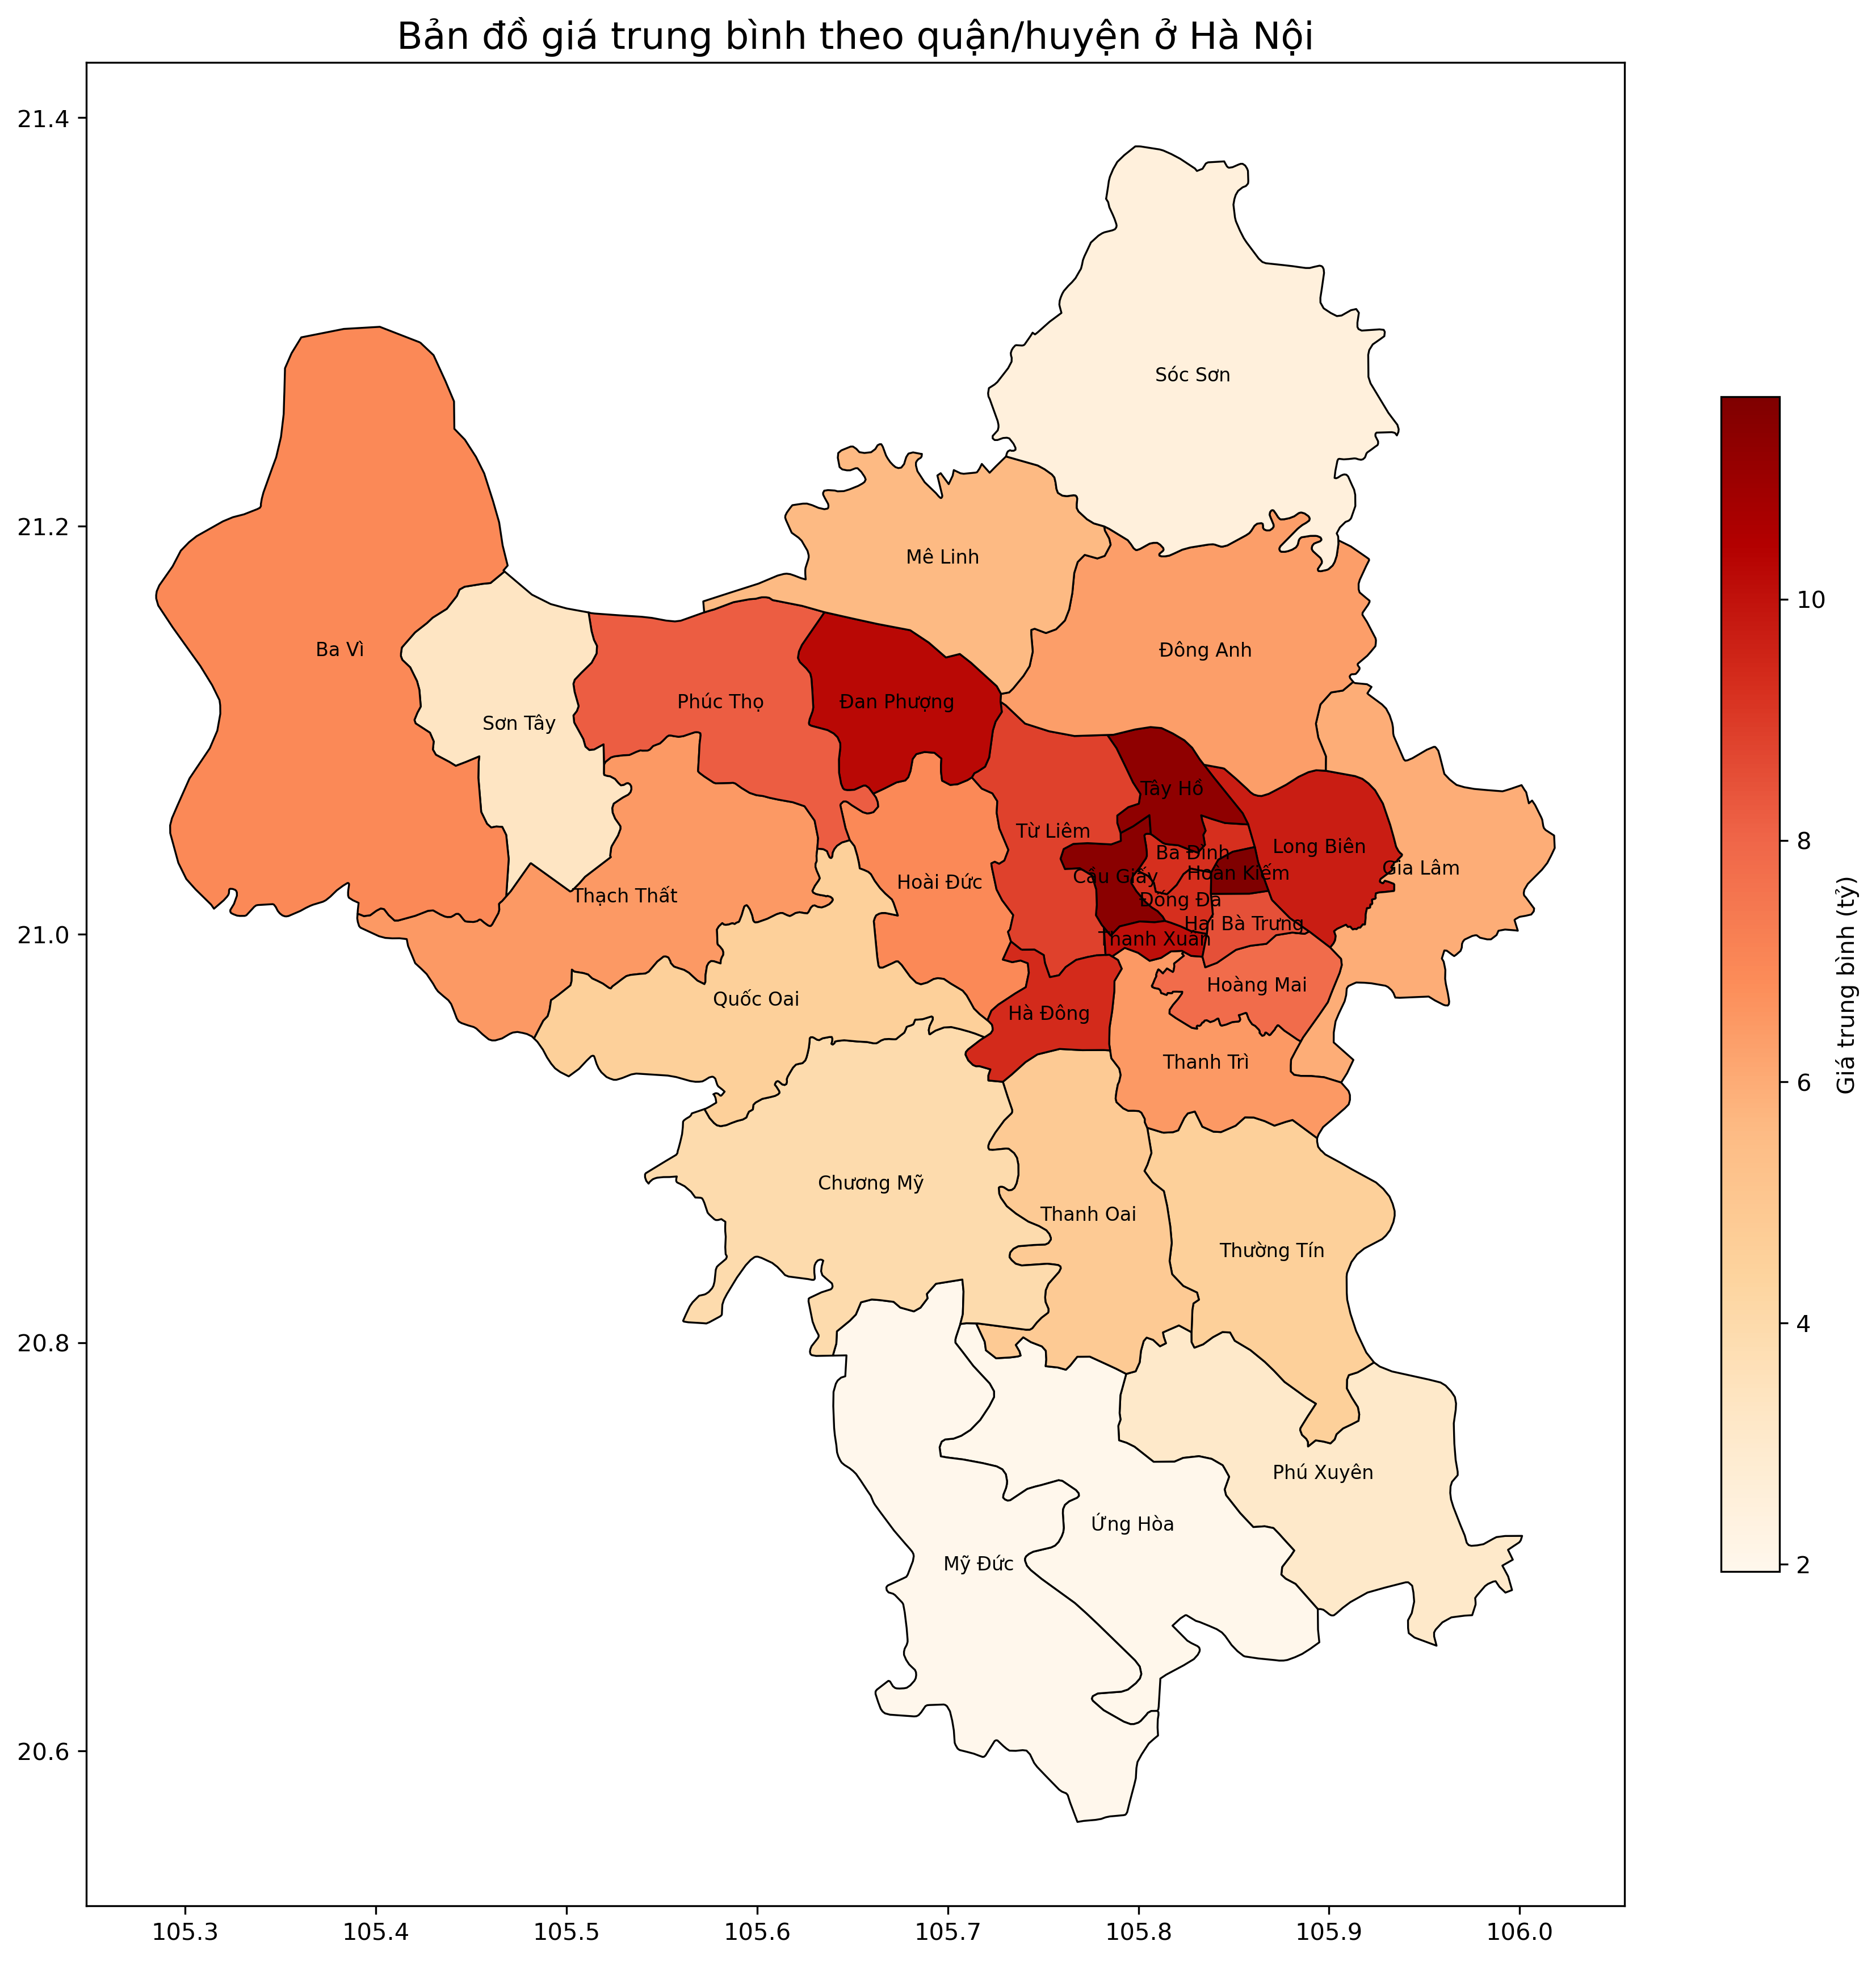 Bản đồ giá trung bình theo quận/huyện ở Hà Nội
21.4
21.2
21.0
20.8
20.6
Sóc Sơn
Mê Linh
Ba Vì
Đông Anh
Sơn Tây
Phúc Thọ
Đan Phượng
Tây Hồ
Từ Liêm
Ba Đình
Long Biên
Gia Lâm
Cầu Giấy
Hoàn Kiếm
Thạch Thất
Hoài Đức
Đống Đa
Hai Bà Trưng
Thanh Xuân
Quốc Oai
Hà Đông
Hoàng Mai
Thanh Trì
Chương Mỹ
Thanh Oai
Thường Tín
Phú Xuyên
Ứng Hòa
Mỹ Đức
105.3
105.4
105.5
105.6
105.7
105.8
105.9
106.0
10
8
6
4
2
Giá trung bình (tỷ)